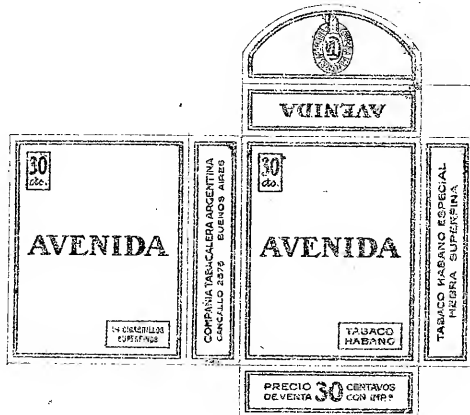 AVENIDA
30
cts.
AVENIDA
14 CIGARRILLOS
SUPERFINOS
COMPAÑIA TABACALERA ARGENTINA
CANGALLO 2576 BUENOS AIRES
30
cts.
AVENIDA
TABACO
HABANO
TABACO HABANO ESPECIAL
HEBRA SUPERFINA
PRECIO DE VENTA 30 CENTAVOS CON IMP.